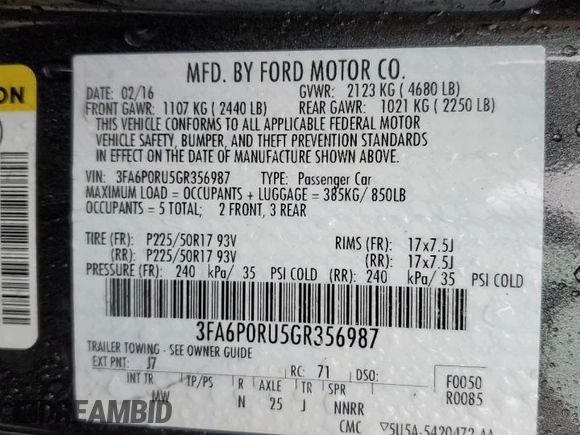 ON
MFD. BY FORD MOTOR CO.
DATE: 02/16 GVWR: 2123 KG ( 4680 LB)
FRONT GAWR: 1107 KG ( 2440 LB) REAR GAWR: 1021 KG ( 2250 LB)
THIS VEHICLE CONFORMS TO ALL APPLICABLE FEDERAL MOTOR
VEHICLE SAFETY, BUMPER, AND THEFT PREVENTION STANDARDS
IN EFFECT ON THE DATE OF MANUFACTURE SHOWN ABOVE.
VIN: 3FA6P0RU5GR356987 TYPE: Passenger Car
MAXIMUM LOAD = OCCUPANTS + LUGGAGE = 385KG/ 850LB
OCCUPANTS = 5 TOTAL; 2 FRONT, 3 REAR
TIRE (FR): P225/50R17 93V RIMS (FR): 17x7.5J
(RR): P225/50R17 93V (RR): 17x7.5J
PRESSURE (FR): 240 kPa/ 35 PSI COLD (RR): 240 kPa/ 35 PSI COLD
3FA6P0RU5GR356987
TRAILER TOWING - SEE OWNER GUIDE
EXT PNT: J7 RC: 71 DSO: F0050
INT TR TP/PS R AXLE TR SPR R0085
MW N 25 J NNRR
CMC 5U5A-5420472-AA
DREAMBID